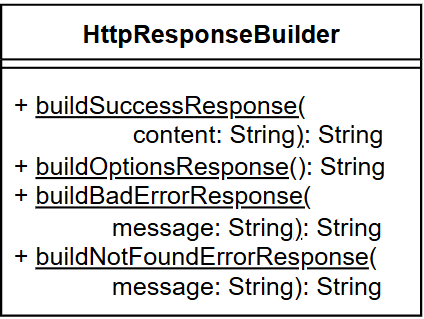 HttpResponseBuilder
+ buildSuccessResponse(
content: String): String
+ buildOptionsResponse(): String
+ buildBadErrorResponse(
message: String): String
+ buildNotFoundErrorResponse(
message: String): String